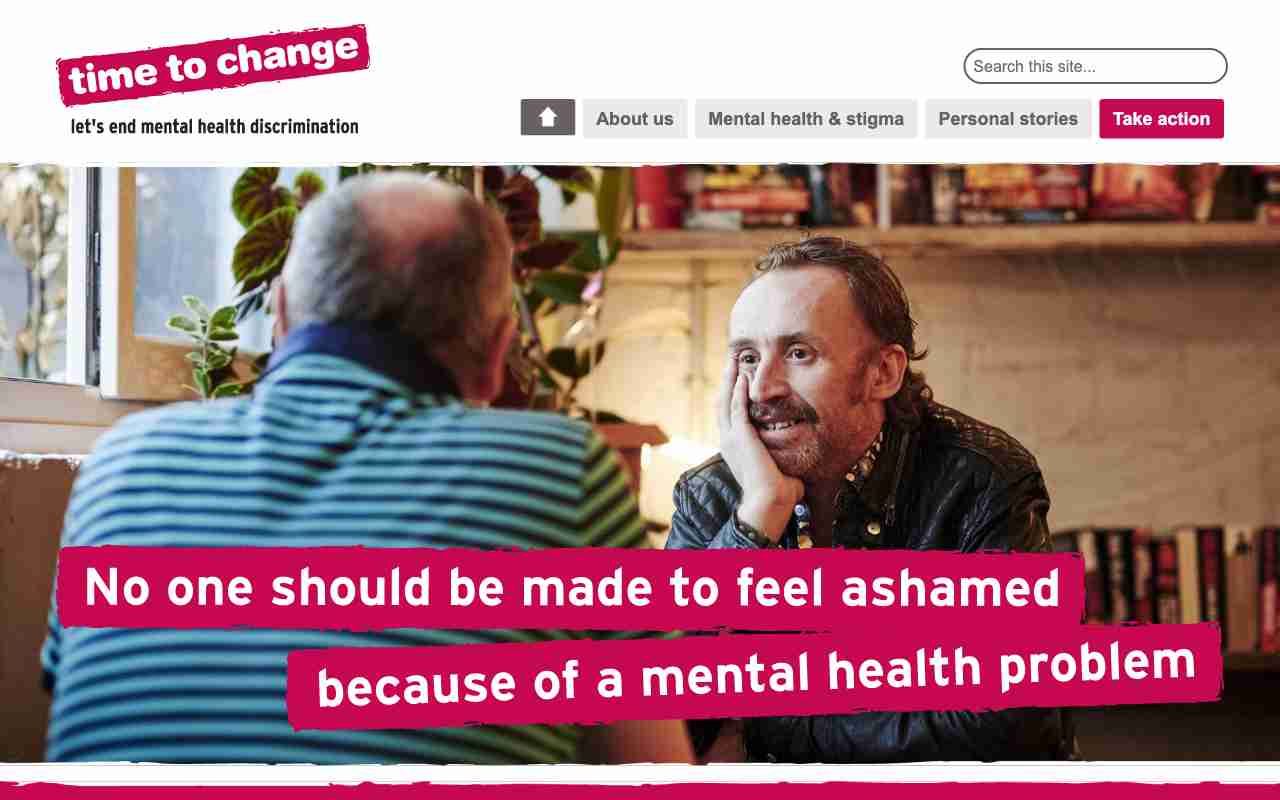 time to change
let's end mental health discrimination
Search this site...
About us
Mental health & stigma
Personal stories
Take action
No one should be made to feel ashamed
because of a mental health problem